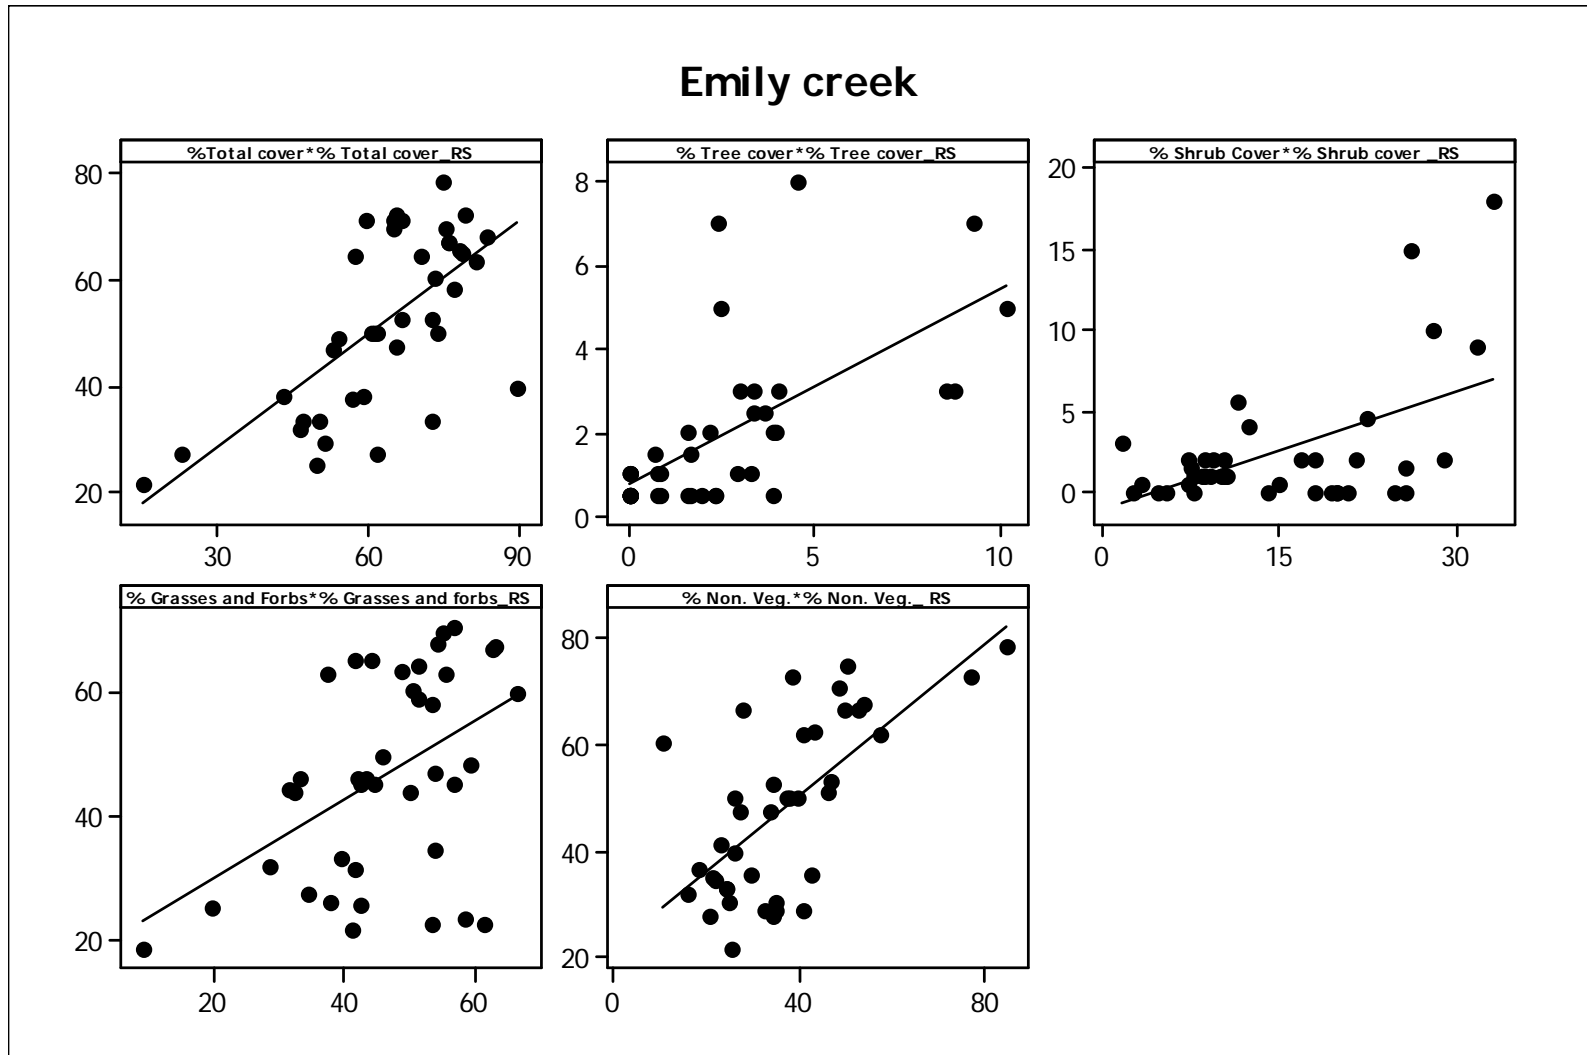 Emily creek
%Total cover*% Total cover_RS
80
60
40
20
30 60 90
% Tree cover*% Tree cover_RS
8
6
4
2
0
0 5 10
% Shrub Cover*% Shrub cover _RS
20
15
10
5
0
0 15 30
% Grasses and Forbs*% Grasses and forbs_RS
60
40
20
20 40 60
% Non. Veg.*% Non. Veg._ RS
80
60
40
20
0 40 80